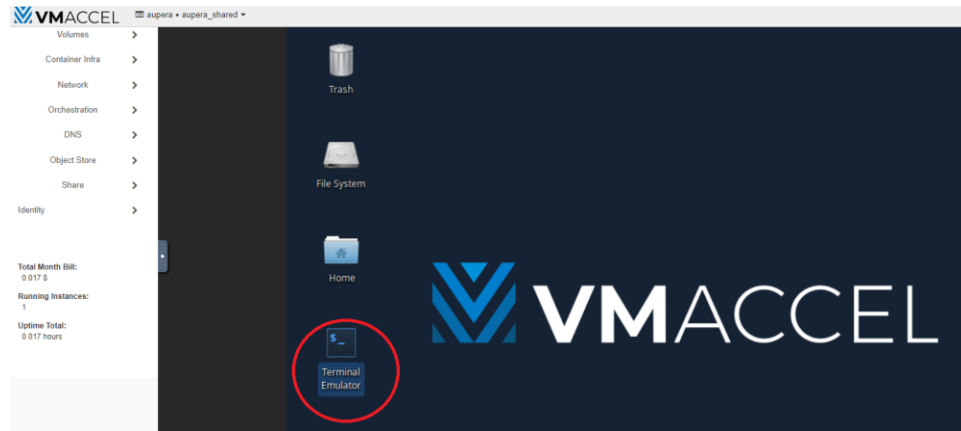 VMACCEL aupera • aupera_shared
Volumes
Container Infra
Network
Orchestration
DNS
Object Store
Share
Identity
Total Month Bill:
0.017 $
Running Instances:
1
Uptime Total:
0.017 hours
Trash
File System
Home
$_
Terminal
Emulator
VMACCEL